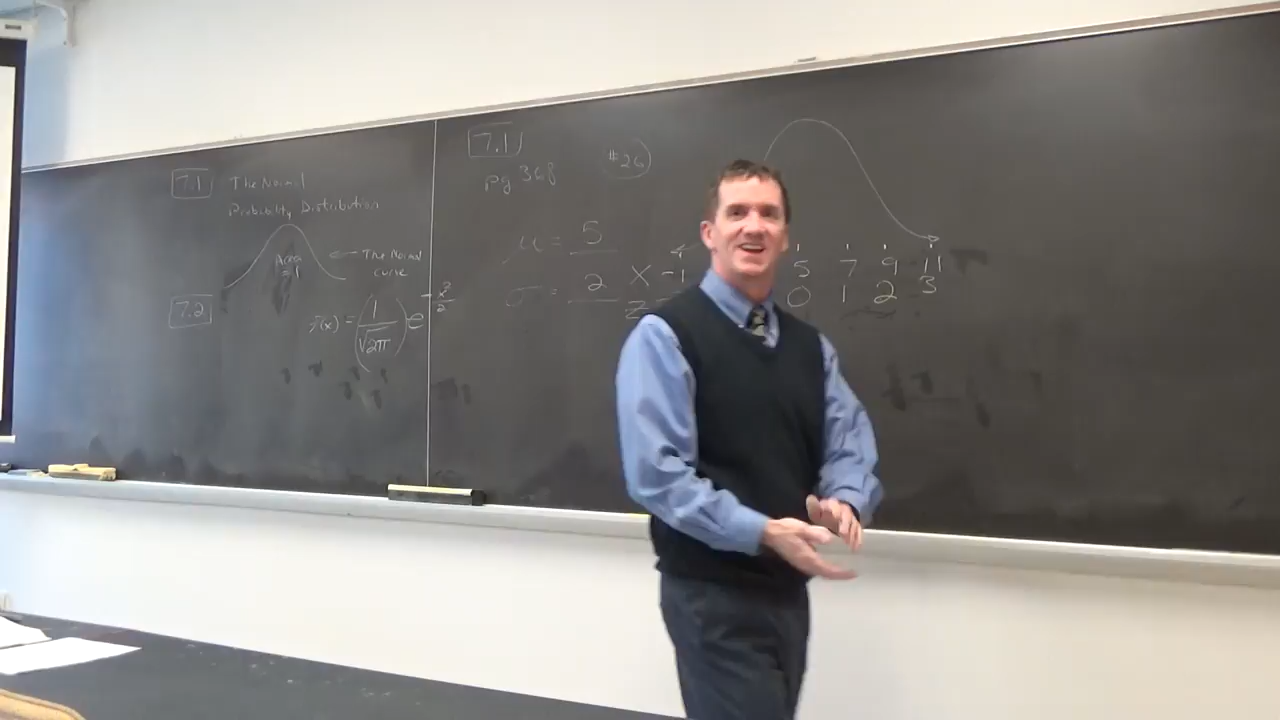 7.1 The Normal
Probality Distribution
Area
= 1
← The Normal
curve
7.2
f(x) = (1/√2π) e^(-x²/2)
7.1
pg 368 #26
μ = 5
σ = 2
X -1 5 7 9 11
Z 0 1 2 3